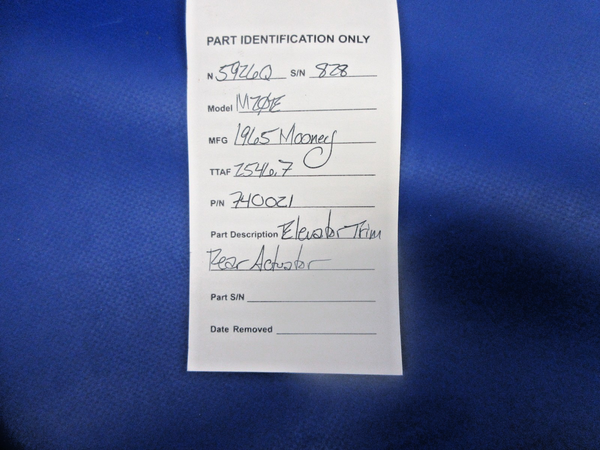 PART IDENTIFICATION ONLY
N 5926Q S/N 828
Model M20E
MFG 1965 Mooney
TTAF 2546.7
P/N 740021
Part Description Elevator Trim
Rear Actuator
Part S/N
Date Removed